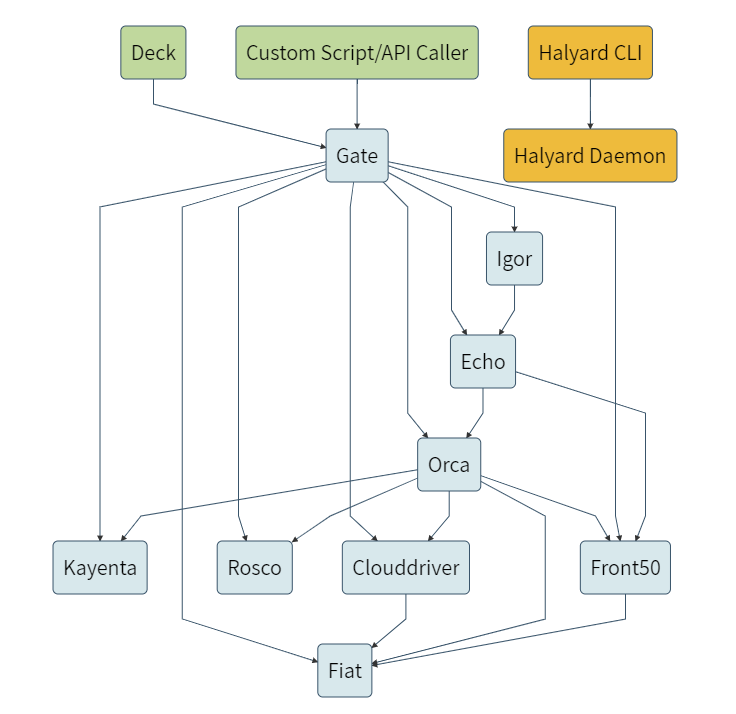 Deck
Custom Script/API Caller
Halyard CLI
Gate
Halyard Daemon
Igor
Echo
Orca
Kayenta
Rosco
Clouddriver
Front50
Fiat